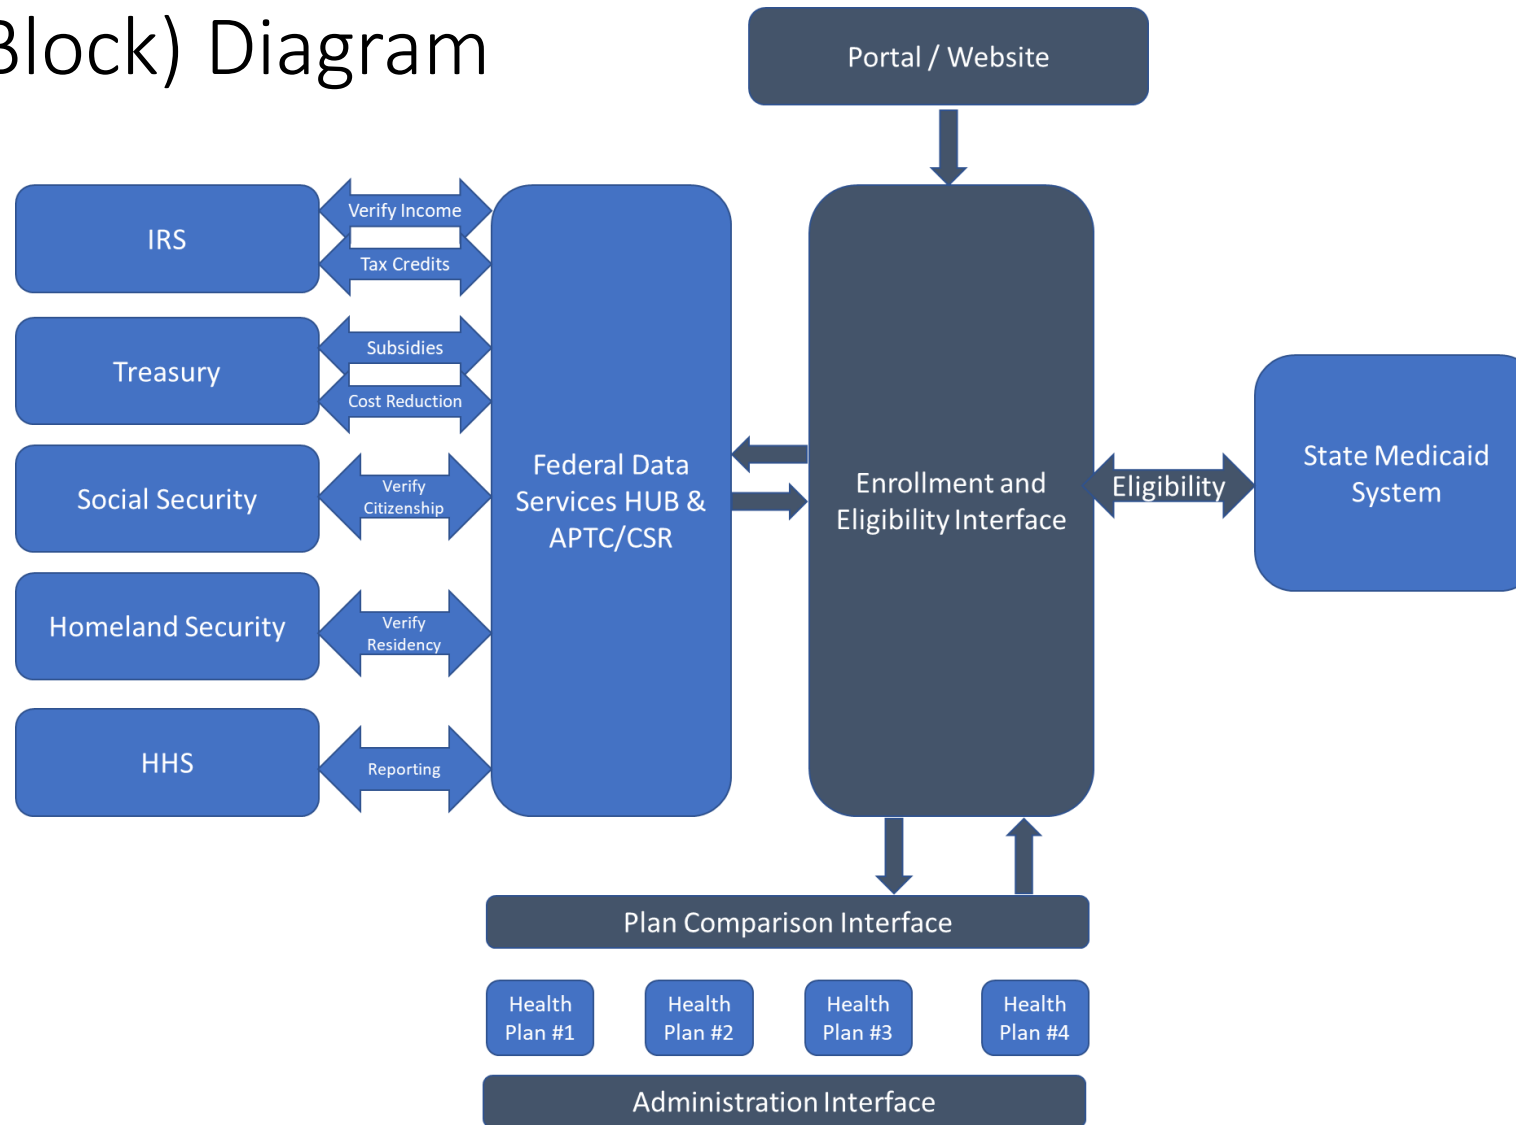 Block) Diagram
Portal / Website
IRS
Verify Income
Tax Credits
Treasury
Subsidies
Cost Reduction
Social Security
Verify
Citizenship
Homeland Security
Verify
Residency
HHS
Reporting
Federal Data
Services HUB &
APTC/CSR
Enrollment and
Eligibility Interface
Eligibility
State Medicaid
System
Plan Comparison Interface
Health
Plan #1
Health
Plan #2
Health
Plan #3
Health
Plan #4
Administration Interface